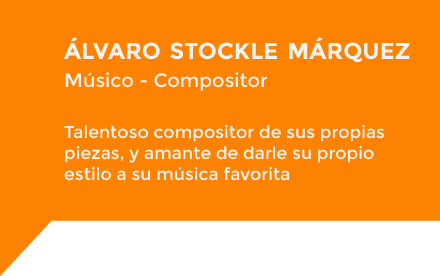 ÁLVARO STOCKLE MÁRQUEZ
Músico - Compositor
Talentoso compositor de sus propias
piezas, y amante de darle su propio
estilo a su música favorita